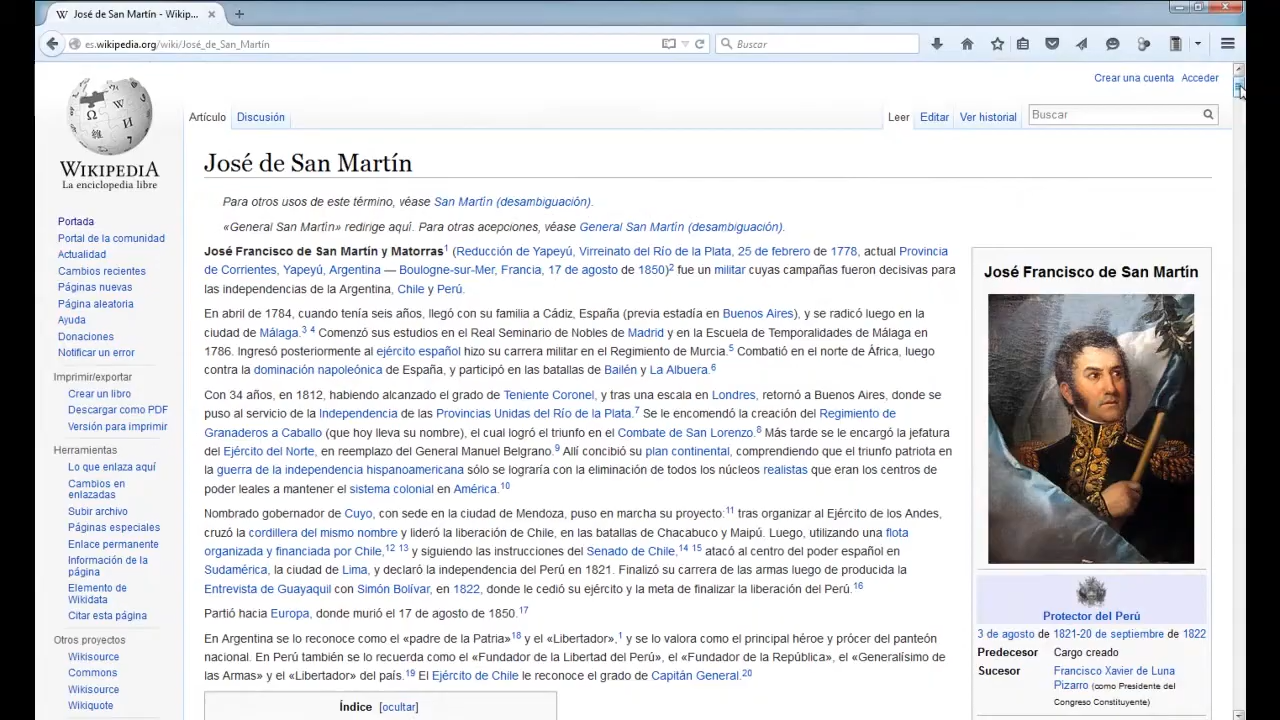 José de San Martín - Wikip...
es.wikipedia.org/wiki/José_de_San_Martín
Buscar
Crear una cuenta Acceder
Artículo Discusión Leer Editar Ver historial Buscar
WIKIPEDIA
La enciclopedia libre
Portada
Portal de la comunidad
Actualidad
Cambios recientes
Páginas nuevas
Página aleatoria
Ayuda
Donaciones
Notificar un error
Imprimir/exportar
Crear un libro
Descargar como PDF
Versión para imprimir
Herramientas
Lo que enlaza aquí
Cambios en
enlazadas
Subir archivo
Páginas especiales
Enlace permanente
Información de la
página
Elemento de
Wikidata
Citar esta página
Otros proyectos
Wikisource
Commons
Wikisource
Wikiquote
José de San Martín
Para otros usos de este término, véase San Martín (desambiguación).
«General San Martín» redirige aquí. Para otras acepciones, véase General San Martín (desambiguación).
José Francisco de San Martín y Matorras1 (Reducción de Yapeyú, Virreinato del Río de la Plata, 25 de febrero de 1778, actual Provincia
de Corrientes, Yapeyú, Argentina — Boulogne-sur-Mer, Francia, 17 de agosto de 1850)2 fue un militar cuyas campañas fueron decisivas para
las independencias de la Argentina, Chile y Perú.
En abril de 1784, cuando tenía seis años, llegó con su familia a Cádiz, España (previa estadía en Buenos Aires), y se radicó luego en la
ciudad de Málaga.3 4 Comenzó sus estudios en el Real Seminario de Nobles de Madrid y en la Escuela de Temporalidades de Málaga en
1786. Ingresó posteriormente al ejército español hizo su carrera militar en el Regimiento de Murcia.5 Combatió en el norte de África, luego
contra la dominación napoleónica de España, y participó en las batallas de Bailén y La Albuera.6
Con 34 años, en 1812, habiendo alcanzado el grado de Teniente Coronel, y tras una escala en Londres, retornó a Buenos Aires, donde se
puso al servicio de la Independencia de las Provincias Unidas del Río de la Plata.7 Se le encomendó la creación del Regimiento de
Granaderos a Caballo (que hoy lleva su nombre), el cual logró el triunfo en el Combate de San Lorenzo.8 Más tarde se le encargó la jefatura
del Ejército del Norte, en reemplazo del General Manuel Belgrano.9 Allí concibió su plan continental, comprendiendo que el triunfo patriota en
la guerra de la independencia hispanoamericana sólo se lograría con la eliminación de todos los núcleos realistas que eran los centros de
poder leales a mantener el sistema colonial en América.10
Nombrado gobernador de Cuyo, con sede en la ciudad de Mendoza, puso en marcha su proyecto:11 tras organizar al Ejército de los Andes,
cruzó la cordillera del mismo nombre y lideró la liberación de Chile, en las batallas de Chacabuco y Maipú. Luego, utilizando una flota
organizada y financiada por Chile,12 13 y siguiendo las instrucciones del Senado de Chile,14 15 atacó al centro del poder español en
Sudamérica, la ciudad de Lima, y declaró la independencia del Perú en 1821. Finalizó su carrera de las armas luego de producida la
Entrevista de Guayaquil con Simón Bolívar, en 1822, donde le cedió su ejército y la meta de finalizar la liberación del Perú.16
Partió hacia Europa, donde murió el 17 de agosto de 1850.17
En Argentina se lo reconoce con el «padre de la Patria»18 y el «Libertador»,1 y se lo valora como el principal héroe y prócer del panteón
nacional. En Perú también se lo recuerda como el «Fundador de la Libertad del Perú», el «Fundador de la República», el «Generalísimo de
las Armas» y el «Libertador» del país.19 El Ejército de Chile le reconoce el grado de Capitán General.20
Índice [ocultar]
José Francisco de San Martín
Protector del Perú
3 de agosto de 1821-20 de septiembre de 1822
Predecesor Cargo creado
Sucesor Francisco Xavier de Luna
Pizarro (como Presidente del
Congreso Constituyente)